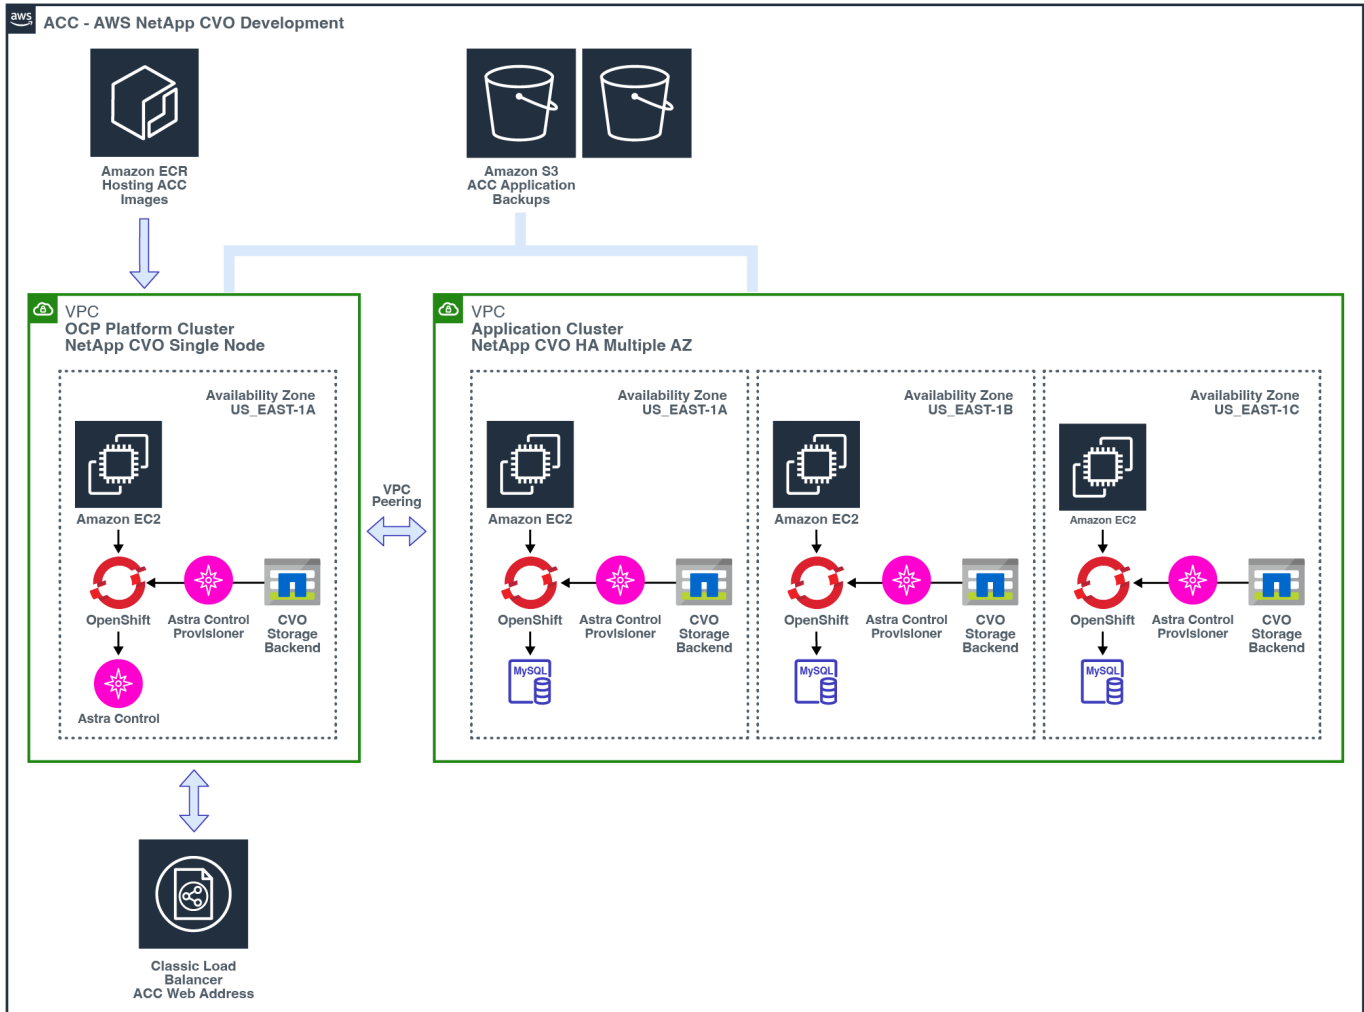 aws
ACC - AWS NetApp CVO Development
Amazon ECR
Hosting ACC
Images
Amazon S3
ACC Application
Backups
VPC
OCP Platform Cluster
NetApp CVO Single Node
Availability Zone
US_EAST-1A
Amazon EC2
OpenShift
Astra Control
Provisioner
CVO
Storage
Backend
Astra Control
VPC
Peering
VPC
Application Cluster
NetApp CVO HA Multiple AZ
Availability Zone
US_EAST-1A
Amazon EC2
OpenShift
Astra Control
Provisioner
CVO
Storage
Backend
MySQL
Availability Zone
US_EAST-1B
Amazon EC2
OpenShift
Astra Control
Provisioner
CVO
Storage
Backend
MySQL
Availability Zone
US_EAST-1C
Amazon EC2
OpenShift
Astra Control
Provisioner
CVO
Storage
Backend
MySQL
Classic Load
Balancer
ACC Web Address